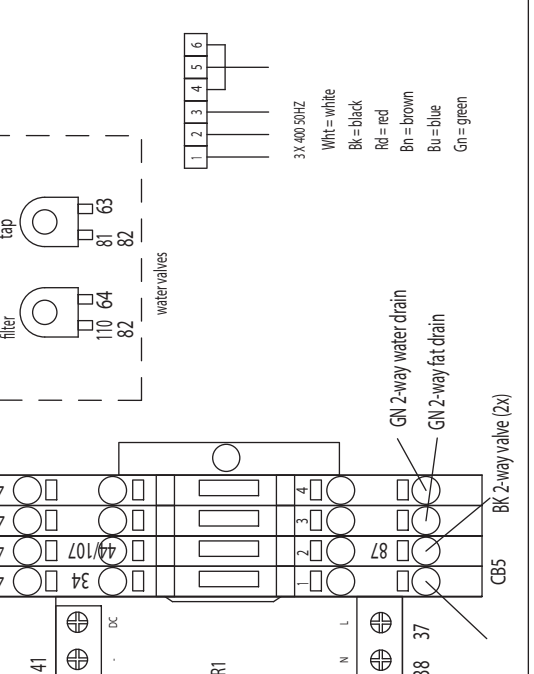 6
5
4
3
2
1
3 X 400 50HZ
Wht = white
Bk = black
Rd = red
Bn = brown
Bu = blue
Gn = green
tap
63
81
82
filter
64
110
82
water valves
GN 2-way water drain
GN 2-way fat drain
BK 2-way valve (2x)
CB5
4
3
2
1
87
44/107
34
DC
-
41
R1
L
N
37
38